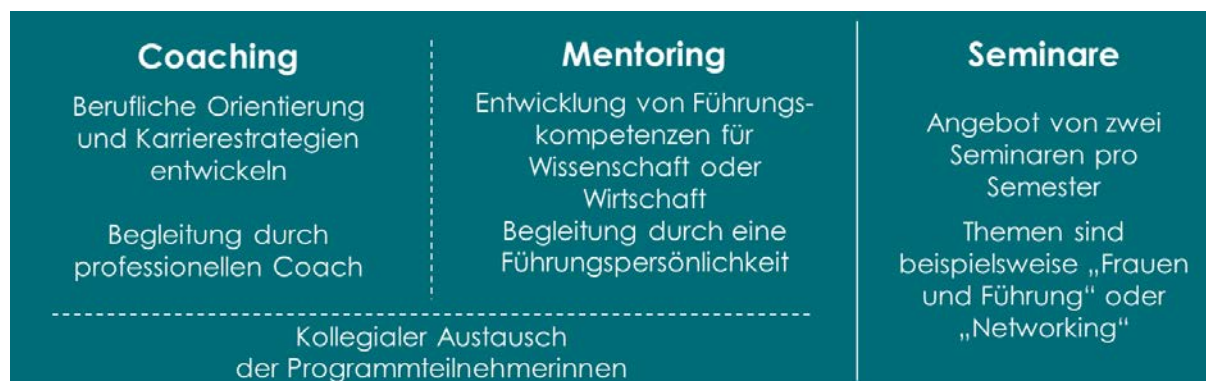 Coaching
Berufliche Orientierung
und Karrierestrategien
entwickeln
Begleitung durch
professionellen Coach
Mentoring
Entwicklung von Führungs-
kompetenzen für
Wissenschaft oder
Wirtschaft
Begleitung durch eine
Führungspersönlichkeit
Kollegialer Austausch
der Programmteilnehmerinnen
Seminare
Angebot von zwei
Seminaren pro
Semester
Themen sind
beispielsweise „Frauen
und Führung“ oder
„Networking“